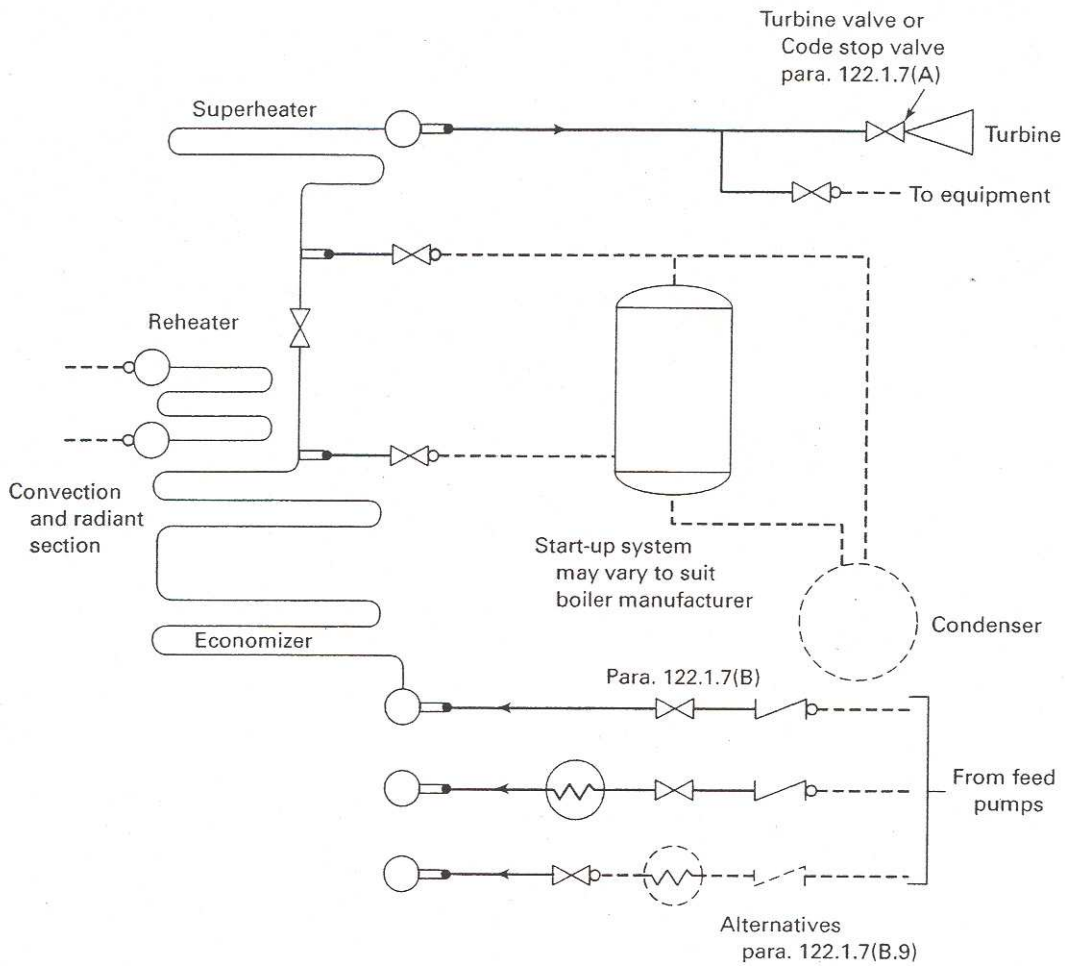 Turbine valve or
Code stop valve
para. 122.1.7(A)
Superheater
Turbine
To equipment
Reheater
Convection
and radiant
section
Start-up system
may vary to suit
boiler manufacturer
Condenser
Economizer
Para. 122.1.7(B)
From feed
pumps
Alternatives
para. 122.1.7(B.9)